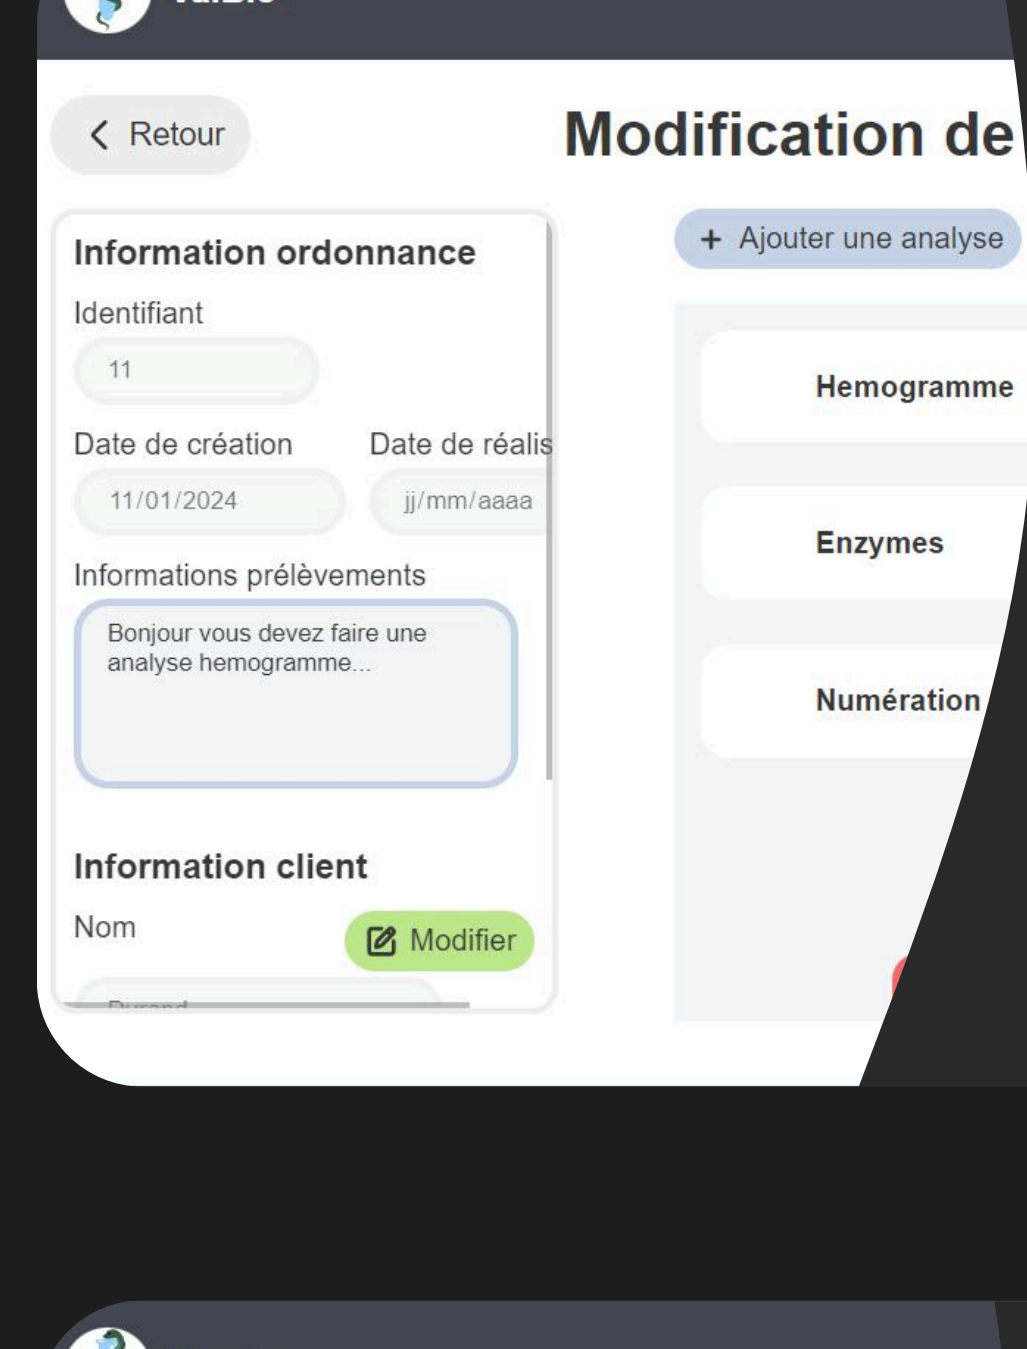 Retour
Modification de
Information ordonnance
Identifiant
11
Date de création
Date de réalis
11/01/2024
jj/mm/aaaa
Informations prélèvements
Bonjour vous devez faire une
analyse hemogramme...
Information client
Nom
Modifier
+ Ajouter une analyse
Hemogramme
Enzymes
Numération